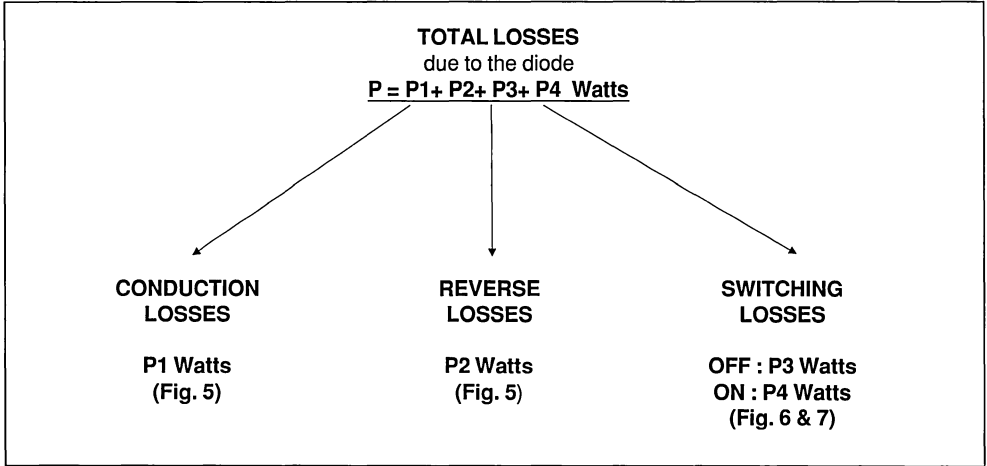 TOTAL LOSSES
due to the diode
P = P1+ P2+ P3+ P4 Watts
CONDUCTION
LOSSES
P1 Watts
(Fig. 5)
REVERSE
LOSSES
P2 Watts
(Fig. 5)
SWITCHING
LOSSES
OFF : P3 Watts
ON : P4 Watts
(Fig. 6 & 7)